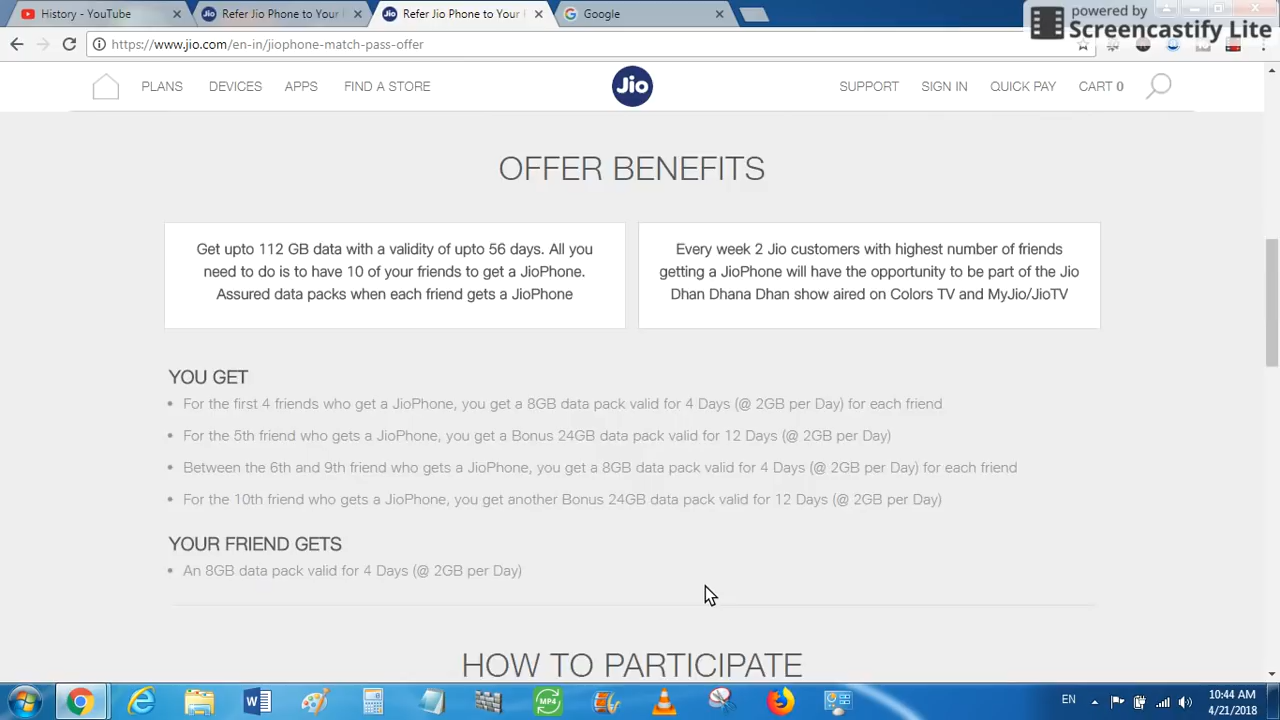 History - YouTube
Refer Jio Phone to Your
Refer Jio Phone to Your
Google
powered by
Screencastify Lite
https://www.jio.com/en-in/jiophone-match-pass-offer
PLANS DEVICES APPS FIND A STORE Jio SUPPORT SIGN IN QUICK PAY CART 0
OFFER BENEFITS
Get upto 112 GB data with a validity of upto 56 days. All you
need to do is to have 10 of your friends to get a JioPhone.
Assured data packs when each friend gets a JioPhone
Every week 2 Jio customers with highest number of friends
getting a JioPhone will have the opportunity to be part of the Jio
Dhan Dhana Dhan show aired on Colors TV and MyJio/JioTV
YOU GET
• For the first 4 friends who get a JioPhone, you get a 8GB data pack valid for 4 Days (@ 2GB per Day) for each friend
• For the 5th friend who gets a JioPhone, you get a Bonus 24GB data pack valid for 12 Days (@ 2GB per Day)
• Between the 6th and 9th friend who gets a JioPhone, you get a 8GB data pack valid for 4 Days (@ 2GB per Day) for each friend
• For the 10th friend who gets a JioPhone, you get another Bonus 24GB data pack valid for 12 Days (@ 2GB per Day)
YOUR FRIEND GETS
• An 8GB data pack valid for 4 Days (@ 2GB per Day)
HOW TO PARTICIPATE
MP4
EN
10:44 AM
4/21/2018